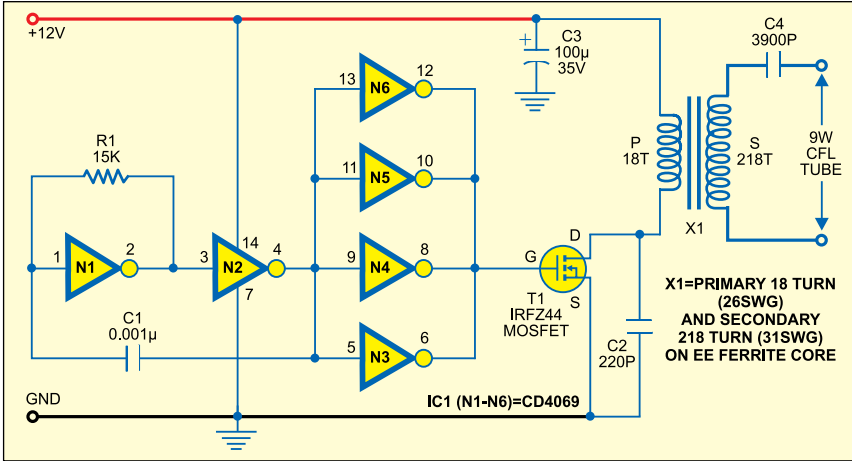 +12V
C3
100µ
35V
C4
3900P
13
N6
12
R1
15K
11
N5
10
P
18T
S
218T
X1
9W
CFL
TUBE
1
N1
2
3
N2
14
7
4
9
N4
8
G
D
S
T1
IRFZ44
MOSFET
C1
0.001µ
5
N3
6
C2
220P
X1=PRIMARY 18 TURN
(26SWG)
AND SECONDARY
218 TURN (31SWG)
ON EE FERRITE CORE
GND
IC1 (N1-N6)=CD4069
+